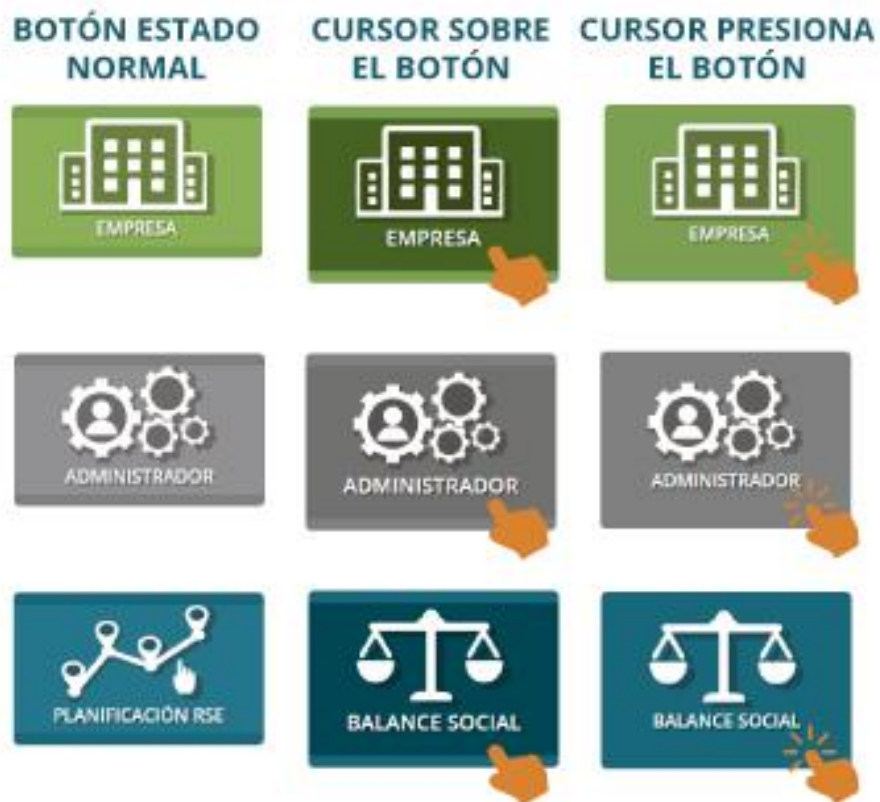 BOTÓN ESTADO
NORMAL
CURSOR SOBRE
EL BOTÓN
CURSOR PRESIONA
EL BOTÓN
EMPRESA
EMPRESA
EMPRESA
ADMINISTRADOR
ADMINISTRADOR
ADMINISTRADOR
PLANIFICACIÓN RSE
BALANCE SOCIAL
BALANCE SOCIAL